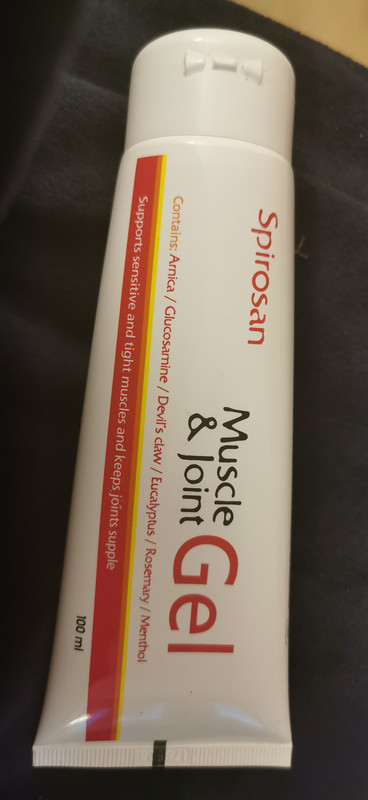 Spirosan
Muscle
& Joint
Gel
Contains: Arnica / Glucosamine / Devil's claw / Eucalyptus / Rosemary / Menthol
Supports sensitive and tight muscles and keeps joints supple
100 ml